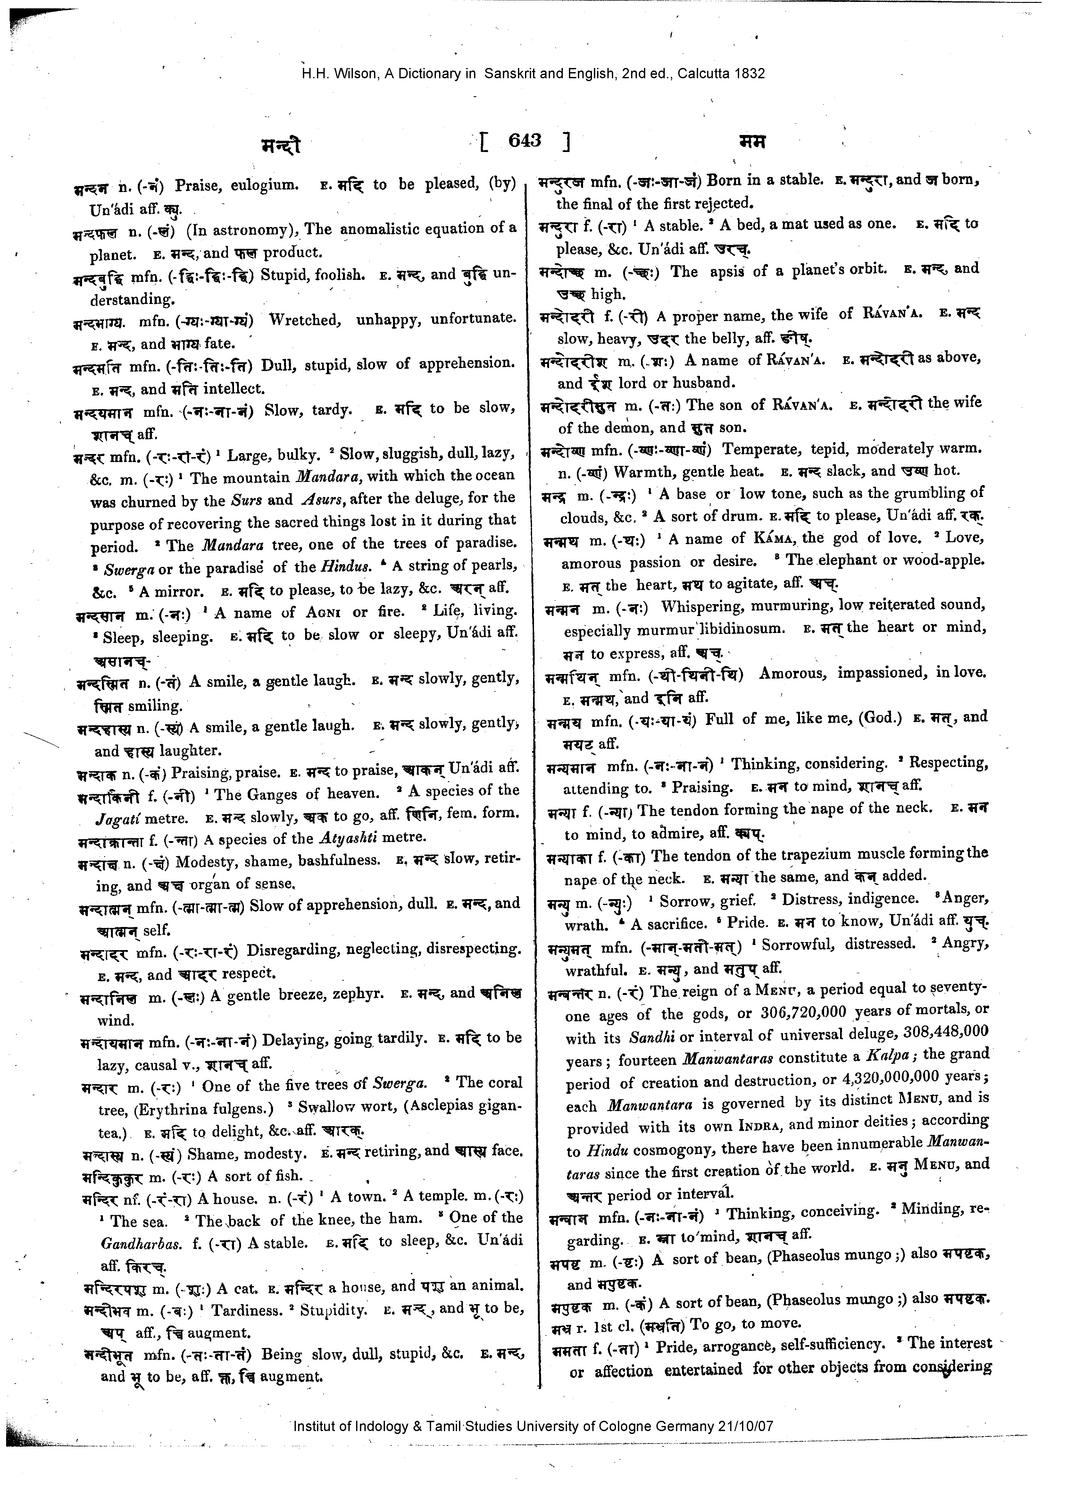 H.H. Wilson, A Dictionary in Sanskrit and English, 2nd ed., Calcutta 1832
मन्दी [ 643 ] मम
मन्दन n. (-नं) Praise, eulogium. E. मदि to be pleased, (by)
Un'ádi aff. क्यु.
मन्दफल n. (-लं) (In astronomy), The anomalistic equation of a
planet. E. मन्द, and फल product.
मन्दबुद्धि mfn. (-द्धिः-द्धिः-द्धि) Stupid, foolish. E. मन्द, and बुद्धि un-
derstanding.
मन्दभाग्य. mfn. (-ग्यः-ग्या-ग्यं) Wretched, unhappy, unfortunate.
E. मन्द, and भाग्य fate.
मन्दमति mfn. (-तिः-तिः-ति) Dull, stupid, slow of apprehension.
E. मन्द, and मति intellect.
मन्दयमान mfn. (-नः-ना-नं) Slow, tardy. E. मदि to be slow,
शानच् aff.
मन्दर mfn. (-रः-रा-रं) ¹ Large, bulky. ² Slow, sluggish, dull, lazy,
&c. m. (-रः) ¹ The mountain Mandara, with which the ocean
was churned by the Surs and Asurs, after the deluge, for the
purpose of recovering the sacred things lost in it during that
period. ² The Mandara tree, one of the trees of paradise.
³ Swerga or the paradise of the Hindus. ⁴ A string of pearls,
&c. ⁵ A mirror. E. मदि to please, to be lazy, &c. अरन् aff.
मन्दसान m. (-नः) ¹ A name of AGNI or fire. ² Life, living.
³ Sleep, sleeping. E. मदि to be slow or sleepy, Un'ádi aff.
असानच्-
मन्दस्मित n. (-तं) A smile, a gentle laugh. E. मन्द slowly, gently,
स्मित smiling.
मन्दहास्य n. (-स्यं) A smile, a gentle laugh. E. मन्द slowly, gently,
and हास्य laughter.
मन्दाक n. (-कं) Praising, praise. E. मन्द to praise, आकन् Un'ádi aff.
मन्दाकिनी f. (-नी) ¹ The Ganges of heaven. ² A species of the
Jagatí metre. E. मन्द slowly, अक to go, aff. णिनि, fem. form.
मन्दाक्रान्ता f. (-न्ता) A species of the Atyashti metre.
मन्दाक्ष n. (-क्षं) Modesty, shame, bashfulness. E. मन्द slow, retir-
ing, and अक्ष organ of sense.
मन्दात्मन् mfn. (-त्मा-त्मा-त्म) Slow of apprehension, dull. E. मन्द, and
आत्मन् self.
मन्दादर mfn. (-रः-रा-रं) Disregarding, neglecting, disrespecting.
E. मन्द, and आदर respect.
मन्दानिल m. (-लः) A gentle breeze, zephyr. E. मन्द, and अनिल
wind.
मन्दायमान mfn. (-नः-ना-नं) Delaying, going tardily. E. मदि to be
lazy, causal v., शानच् aff.
मन्दार m. (-रः) ¹ One of the five trees of Swerga. ² The coral
tree, (Erythrina fulgens.) ³ Swallow wort, (Asclepias gigan-
tea.) E. मदि to delight, &c. aff. आरक्.
मन्दास्य n. (-स्यं) Shame, modesty. E. मन्द retiring, and आस्य face.
मन्दिकुकुर m. (-रः) A sort of fish.
मन्दिर nf. (-रं-रा) A house. n. (-रं) ¹ A town. ² A temple. m. (-रः)
¹ The sea. ² The back of the knee, the ham. ³ One of the
Gandharbas. f. (-रा) A stable. E. मदि to sleep, &c. Un'ádi
aff. किरच्.
मन्दिरपशु m. (-शुः) A cat. E. मन्दिर a house, and पशु an animal.
मन्दीभव m. (-वः) ¹ Tardiness. ² Stupidity. E. मन्द, and भू to be,
अप् aff., च्वि augment.
मन्दीभूत mfn. (-तः-ता-तं) Being slow, dull, stupid, &c. E. मन्द,
and भू to be, aff. क्त, च्वि augment.
मन्दुरज mfn. (-जः-जा-जं) Born in a stable. E. मन्दुरा, and ज born,
the final of the first rejected.
मन्दुरा f. (-रा) ¹ A stable. ² A bed, a mat used as one. E. मदि to
please, &c. Un'ádi aff. उरच्.
मन्दोच्च m. (-च्चः) The apsis of a planet's orbit. E. मन्द, and
उच्च high.
मन्दोदरी f. (-री) A proper name, the wife of RÁVAN'A. E. मन्द
slow, heavy, उदर the belly, aff. ङीष्.
मन्दोदरीश m. (-शः) A name of RÁVAN'A. E. मन्दोदरी as above,
and ईश lord or husband.
मन्दोदरीसुत m. (-तः) The son of RÁVAN'A. E. मन्दोदरी the wife
of the demon, and सुत son.
मन्दोष्ण mfn. (-ष्णः-ष्णा-ष्णं) Temperate, tepid, moderately warm.
n. (-ष्णं) Warmth, gentle heat. E. मन्द slack, and उष्ण hot.
मन्द्र m. (-न्द्रः) ¹ A base or low tone, such as the grumbling of
clouds, &c. ² A sort of drum. E. मदि to please, Un'ádi aff. रक्.
मन्मथ m. (-थः) ¹ A name of KÁMA, the god of love. ² Love,
amorous passion or desire. ³ The elephant or wood-apple.
E. मत् the heart, मथ to agitate, aff. अच्.
मन्मन m. (-नः) Whispering, murmuring, low reiterated sound,
especially murmur libidinosum. E. मत् the heart or mind,
मन to express, aff. अच्.
मन्मथिन् mfn. (-थी-थिनी-थि) Amorous, impassioned, in love.
E. मन्मथ, and इनि aff.
मन्मय mfn. (-यः-या-यं) Full of me, like me, (God.) E. मत्, and
मयट् aff.
मन्यमान mfn. (-नः-ना-नं) ¹ Thinking, considering. ² Respecting,
attending to. ³ Praising. E. मन to mind, शानच् aff.
मन्या f. (-न्या) The tendon forming the nape of the neck. E. मन
to mind, to admire, aff. क्यप्.
मन्याका f. (-का) The tendon of the trapezium muscle forming the
nape of the neck. E. मन्या the same, and कन् added.
मन्यु m. (-न्युः) ¹ Sorrow, grief. ² Distress, indigence. ³ Anger,
wrath. ⁴ A sacrifice. ⁵ Pride. E. मन to know, Un'ádi aff. युच्.
मन्युमत् mfn. (-मान्-मती-मत्) ¹ Sorrowful, distressed. ² Angry,
wrathful. E. मन्यु, and मतुप् aff.
मन्वन्तर n. (-रं) The reign of a MENU, a period equal to seventy-
one ages of the gods, or 306,720,000 years of mortals, or
with its Sandhi or interval of universal deluge, 308,448,000
years; fourteen Manwantaras constitute a Kalpa; the grand
period of creation and destruction, or 4,320,000,000 years;
each Manwantara is governed by its distinct MENU, and is
provided with its own INDRA, and minor deities; according
to Hindu cosmogony, there have been innumerable Manwan-
taras since the first creation of the world. E. मनु MENU, and
अन्तर period or interval.
मन्वान mfn. (-नः-ना-नं) ¹ Thinking, conceiving. ² Minding, re-
garding. E. म्ना to mind, शानच् aff.
मपष्ट m. (-ष्टः) A sort of bean, (Phaseolus mungo;) also मपष्टक,
and मपुष्टक.
मपुष्टक m. (-कं) A sort of bean, (Phaseolus mungo;) also मपष्टक.
मभ्र r. 1st cl. (मभ्रति) To go, to move.
ममता f. (-ता) ¹ Pride, arrogance, self-sufficiency. ² The interest
or affection entertained for other objects from considering
Institut of Indology & Tamil Studies University of Cologne Germany 21/10/07